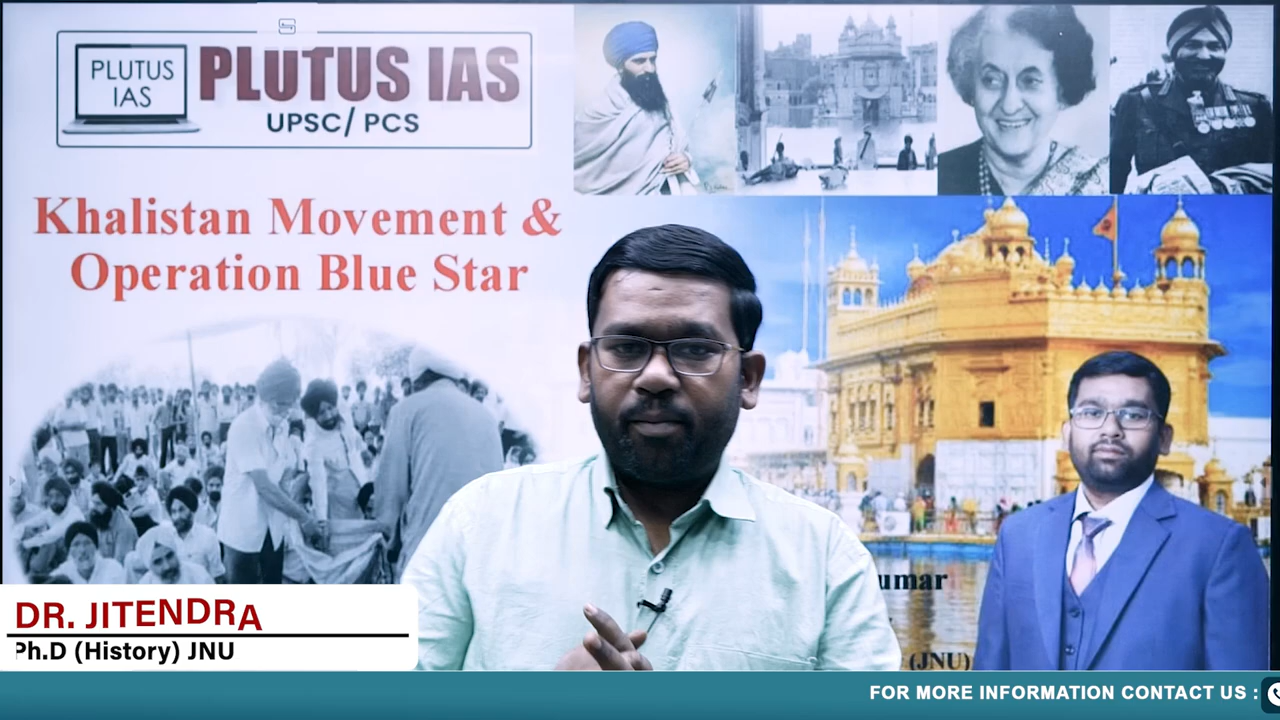 PLUTUS
IAS
PLUTUS IAS
UPSC/ PCS
Khalistan Movement &
Operation Blue Star
umar
(JNU)
DR. JITENDRA
Ph.D (History) JNU
FOR MORE INFORMATION CONTACT US :